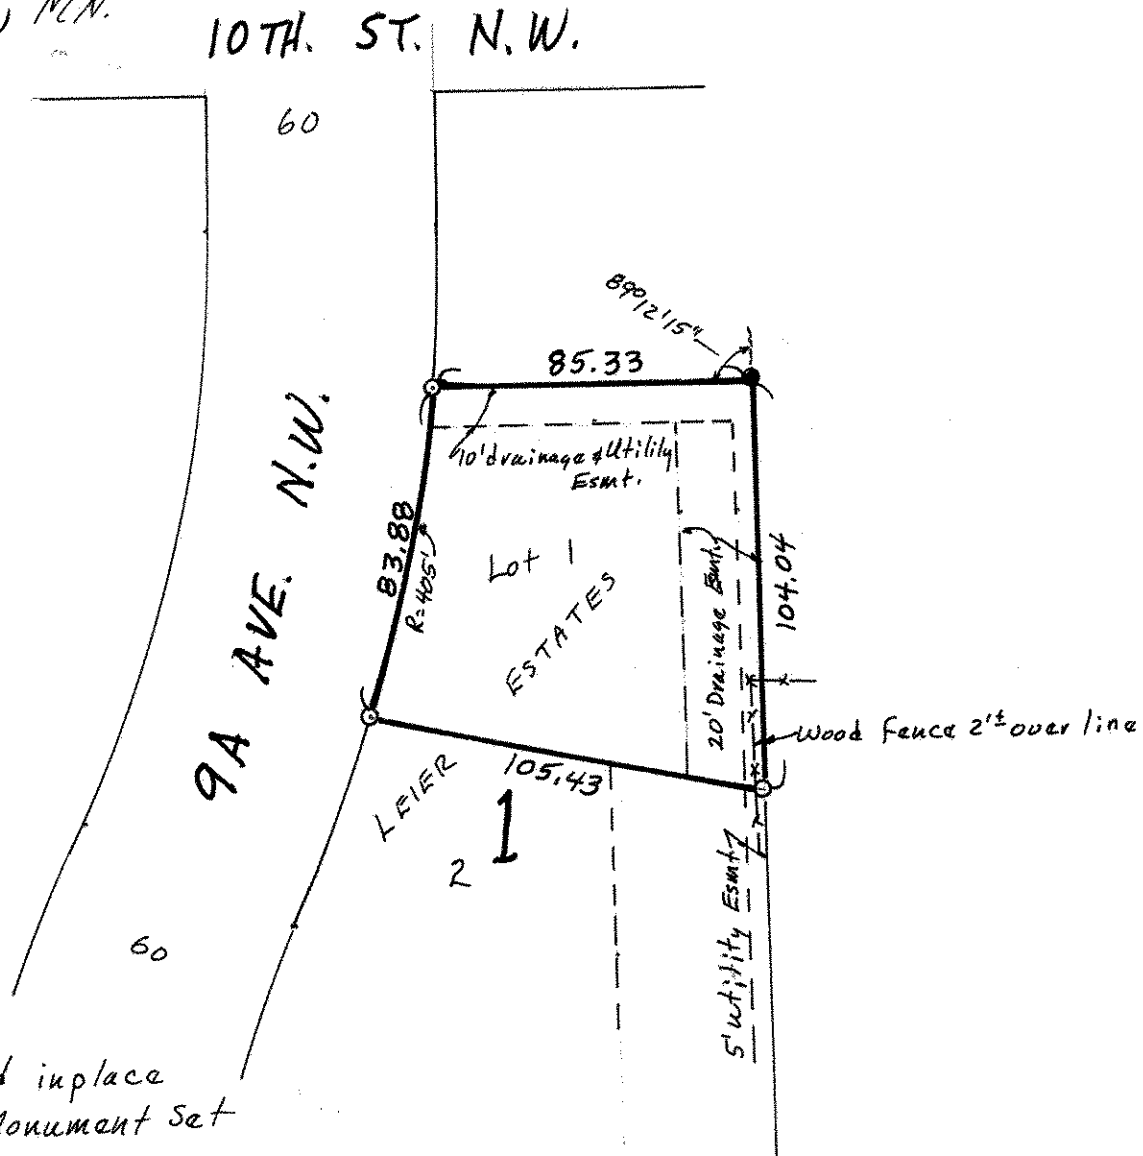 MN.
10TH. ST. N.W.
60
89°12'15"
85.33
10' drainage & Utility
Esmt.
83.88
R=405'
Lot 1
ESTATES
20' Drainage Esmt.
104.04
9A AVE. N.W.
Wood Fence 2'± over line
105.43
LEIER
1
2
5' utility Esmt
60
inplace
Monument Set